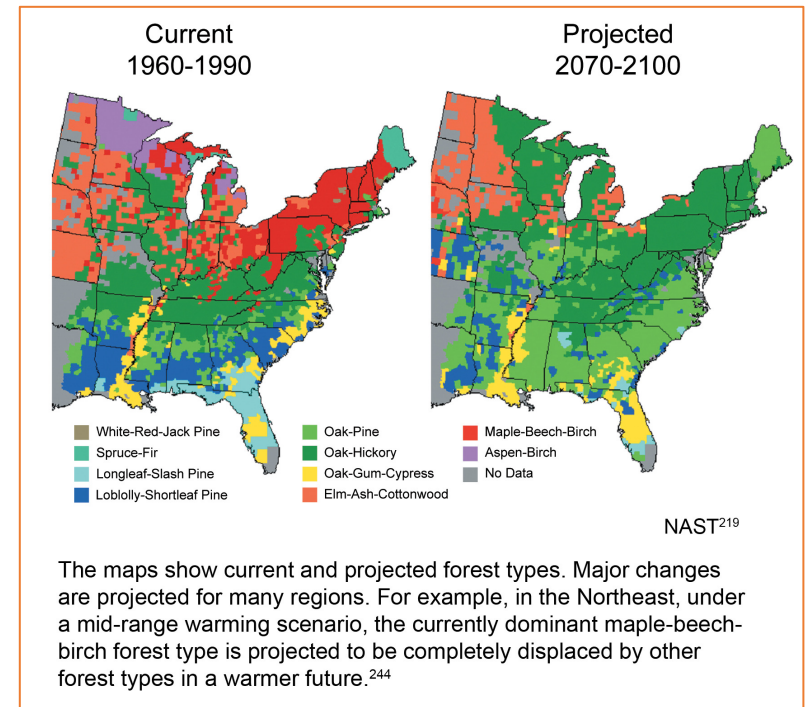 Current
1960-1990
Projected
2070-2100
White-Red-Jack Pine
Spruce-Fir
Longleaf-Slash Pine
Loblolly-Shortleaf Pine
Oak-Pine
Oak-Hickory
Oak-Gum-Cypress
Elm-Ash-Cottonwood
Maple-Beech-Birch
Aspen-Birch
No Data
NAST219
The maps show current and projected forest types. Major changes
are projected for many regions. For example, in the Northeast, under
a mid-range warming scenario, the currently dominant maple-beech-
birch forest type is projected to be completely displaced by other
forest types in a warmer future.244